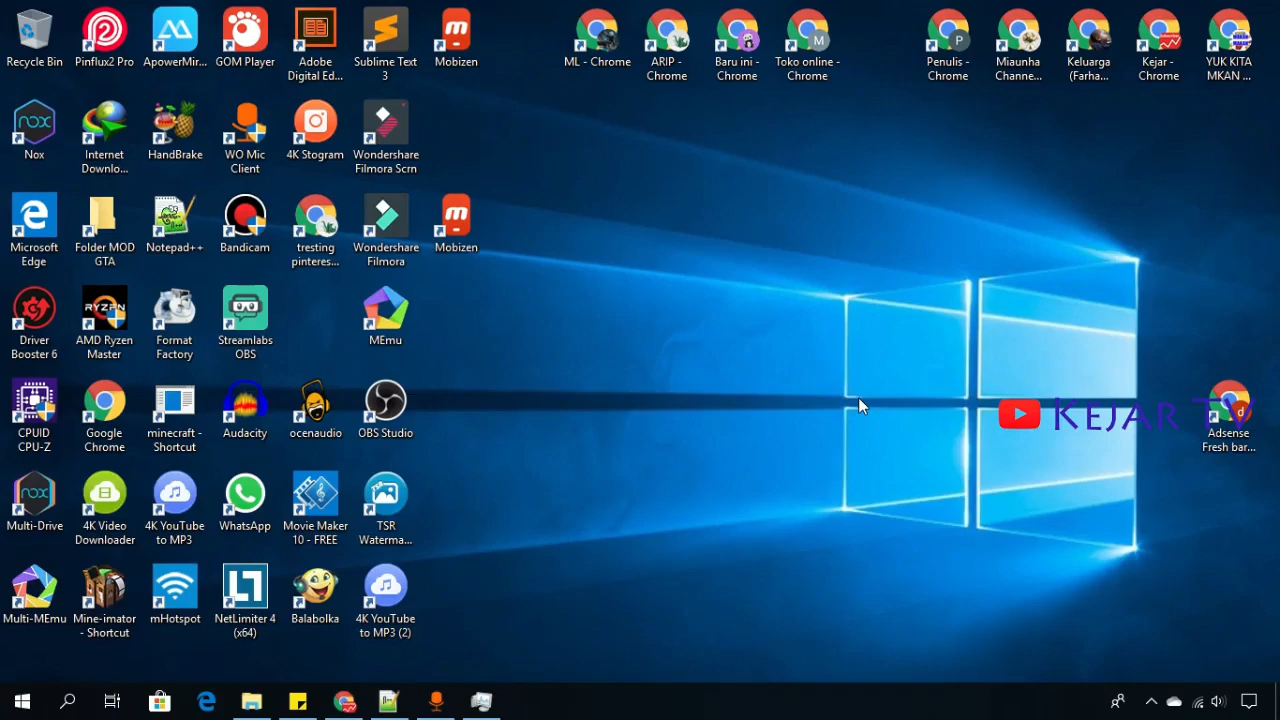 Recycle Bin
Pinflux2 Pro
ApowerMir...
GOM Player
Adobe
Digital Ed...
Sublime Text
3
Mobizen
ML - Chrome
ARIP -
Chrome
Baru ini -
Chrome
Toko online -
Chrome
M
Penulis -
Chrome
P
Miaunha
Channe...
Keluarga
(Farha...
Kejar -
Chrome
YUK KITA
MKAN ...
Nox
Internet
Downlo...
HandBrake
WO Mic
Client
4K Stogram
Wondershare
Filmora Scrn
Microsoft
Edge
Folder MOD
GTA
Notepad++
Bandicam
tresting
pinteres...
Wondershare
Filmora
Mobizen
Driver
Booster 6
RYZEN
AMD Ryzen
Master
Format
Factory
Streamlabs
OBS
MEmu
CPUID
CPU-Z
Google
Chrome
minecraft -
Shortcut
Audacity
ocenaudio
OBS Studio
KEJAR TV
d
Adsense
Fresh bar...
nox
Multi-Drive
4K Video
Downloader
4K YouTube
to MP3
WhatsApp
Movie Maker
10 - FREE
TSR
Waterma...
Multi-MEmu
Mine-imator
- Shortcut
mHotspot
NetLimiter 4
(x64)
Balabolka
4K YouTube
to MP3 (2)